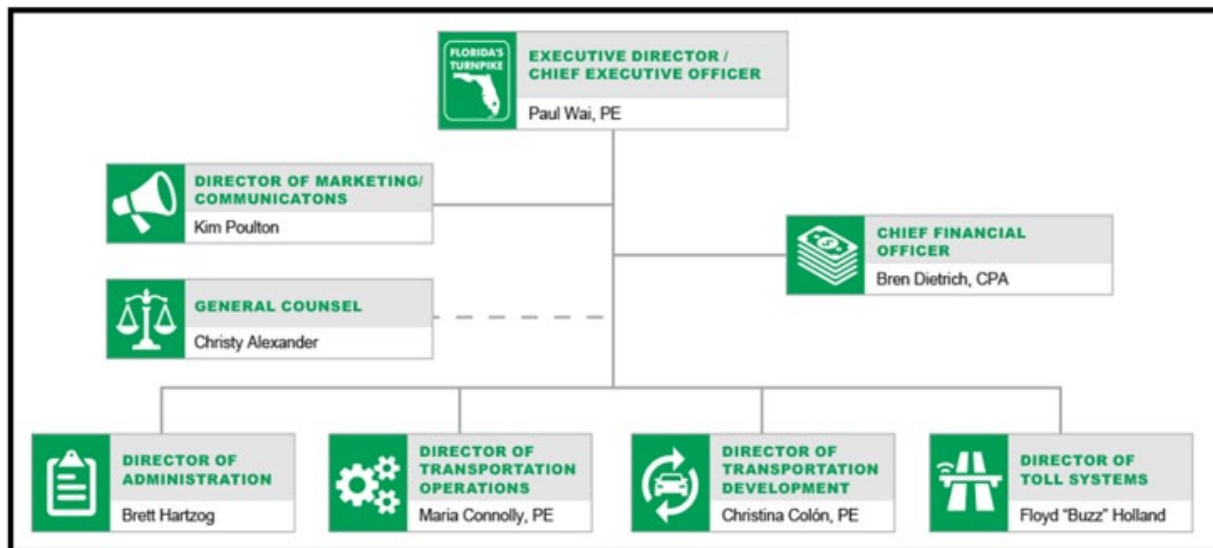 FLORIDA'S
TURNPIKE
EXECUTIVE DIRECTOR /
CHIEF EXECUTIVE OFFICER
Paul Wai, PE
DIRECTOR OF MARKETING/
COMMUNICATONS
Kim Poulton
CHIEF FINANCIAL
OFFICER
Bren Dietrich, CPA
GENERAL COUNSEL
Christy Alexander
DIRECTOR OF
ADMINISTRATION
Brett Hartzog
DIRECTOR OF
TRANSPORTATION
OPERATIONS
Maria Connolly, PE
DIRECTOR OF
TRANSPORTATION
DEVELOPMENT
Christina Colón, PE
DIRECTOR OF
TOLL SYSTEMS
Floyd "Buzz" Holland